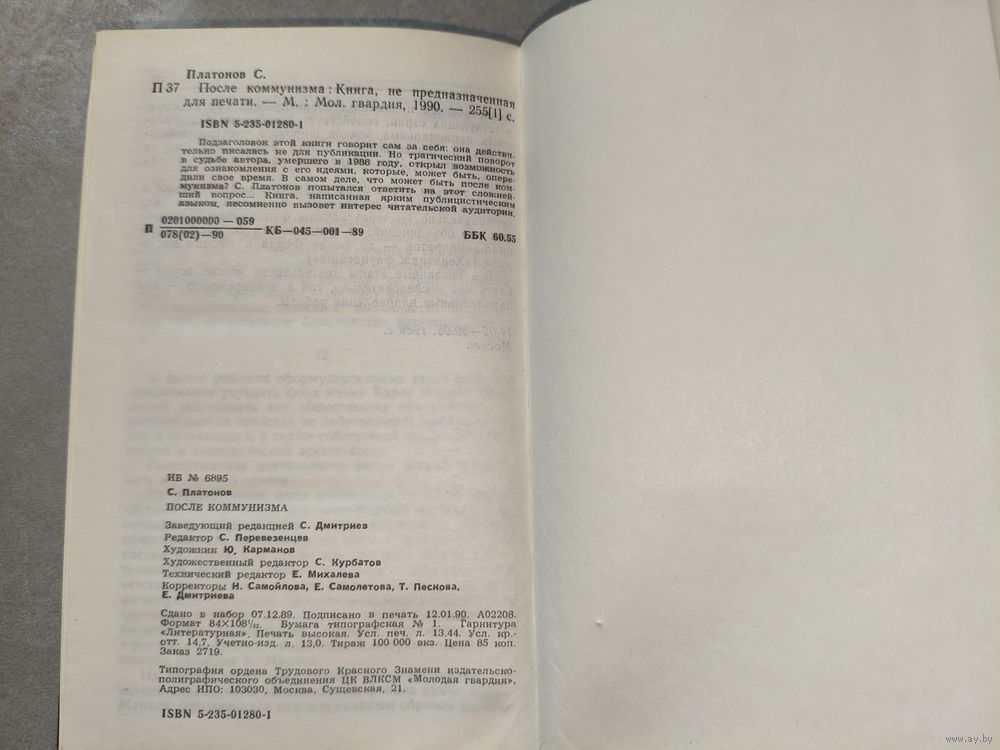 Платонов С.
П 37 После коммунизма : Книга, не предназначенная
для печати. — М. : Мол. гвардия, 1990. — 255[1] с.
ISBN 5-235-01280-1
Подзаголовок этой книги говорит сам за себя: она действи-
тельно писалась не для публикации. Но трагический поворот
в судьбе автора, умершего в 1986 году, открыл возможность
для ознакомления с его идеями, которые, может быть, опере-
дили свое время. В самом деле, что может быть после ком-
мунизма? С. Платонов попытался ответить на этот сложней-
ший вопрос... Книга, написанная ярким публицистическим
языком, несомненно вызовет интерес читательской аудитории.
П 0201000000 — 059
078(02)—90 КБ—045—001—89 ББК 60.55
14.02—30.03. 1986 г.
Москва
ИБ № 6895
С. Платонов
ПОСЛЕ КОММУНИЗМА
Заведующий редакцией С. Дмитриев
Редактор С. Перевезенцев
Художник Ю. Карманов
Художественный редактор С. Курбатов
Технический редактор Е. Михалева
Корректоры Н. Самойлова, Е. Самолетова, Т. Пескова,
Е. Дмитриева
Сдано в набор 07.12.89. Подписано в печать 12.01.90. А02208.
Формат 84×108¹/₃₂. Бумага типографская № 1. Гарнитура
«Литературная». Печать высокая. Усл. печ. л. 13,44. Усл. кр.-
отт. 14,7. Учетно-изд. л. 13,0. Тираж 100 000 экз. Цена 85 коп.
Заказ 2719.
Типография ордена Трудового Красного Знамени издательско-
полиграфического объединения ЦК ВЛКСМ «Молодая гвардия».
Адрес ИПО: 103030, Москва, Сущевская, 21.
ISBN 5-235-01280-1
www.ay.by